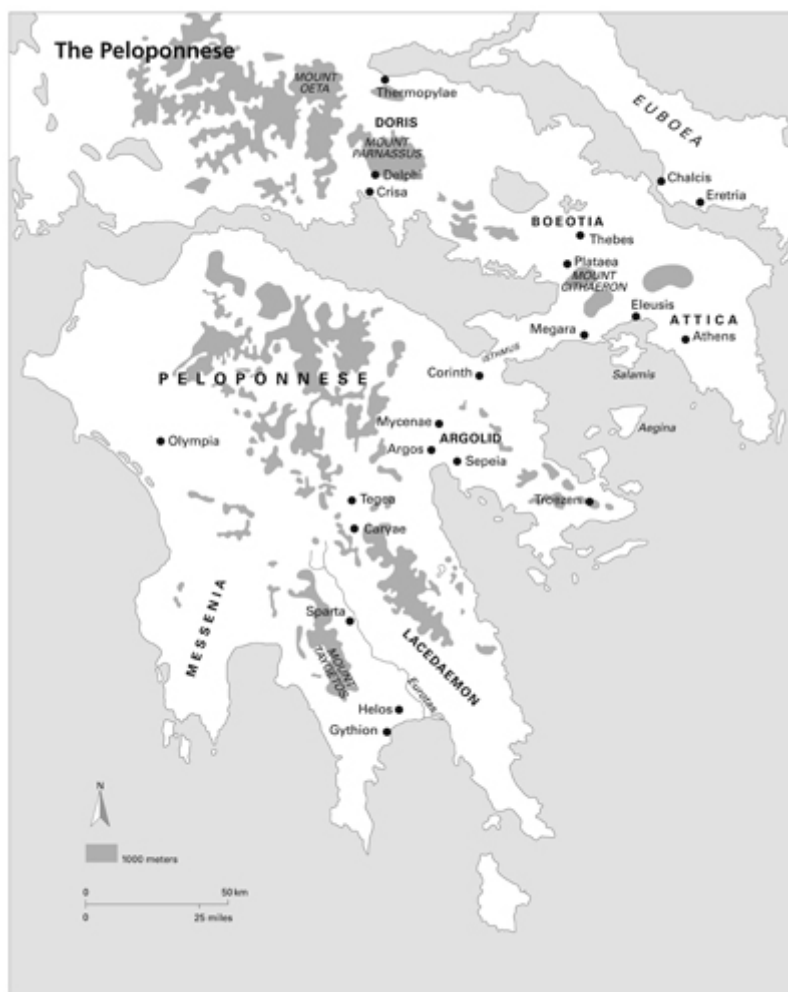 The Peloponnese
MOUNT
OETA
Thermopylae
EUBOEA
DORIS
MOUNT
PARNASSUS
Delphi
Crisa
Chalcis
Eretria
BOEOTIA
Thebes
Plataea
MOUNT
CITHAERON
Eleusis
ATTICA
Megara
Athens
ISTHMUS
Salamis
Corinth
PELOPONNESE
Aegina
Mycenae
ARGOLID
Argos
Sepeia
Olympia
Tegea
Troezen
Caryae
MESSENIA
Sparta
MOUNT
TAYGETOS
LACEDAEMON
Eurotas
Helos
Gythion
N
1000 meters
0 50 km
0 25 miles